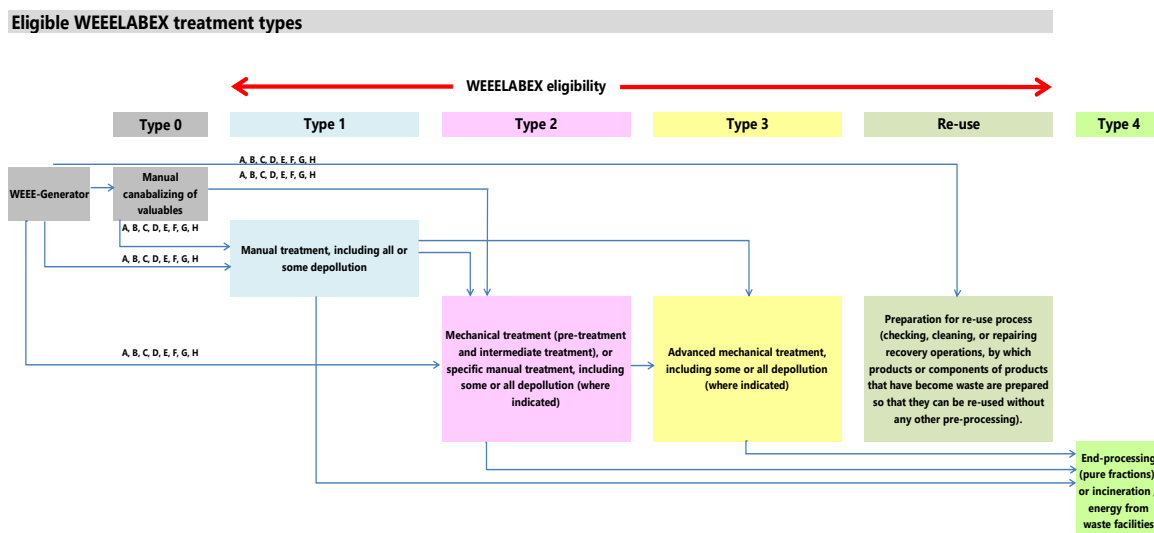 Eligible WEEELABEX treatment types
WEEELABEX eligibility
Type 0
Type 1
Type 2
Type 3
Re-use
Type 4
A, B, C, D, E, F, G, H
A, B, C, D, E, F, G, H
WEEE-Generator
Manual
canabalizing of
valuables
A, B, C, D, E, F, G, H
A, B, C, D, E, F, G, H
Manual treatment, including all or
some depollution
A, B, C, D, E, F, G, H
Mechanical treatment (pre-treatment
and intermediate treatment), or
specific manual treatment, including
some or all depollution (where
indicated)
Advanced mechanical treatment,
including some or all depollution
(where indicated)
Preparation for re-use process
(checking, cleaning, or repairing
recovery operations, by which
products or components of products
that have become waste are prepared
so that they can be re-used without
any other pre-processing).
End-processing
(pure fractions)
or incineration ,
energy from
waste facilities